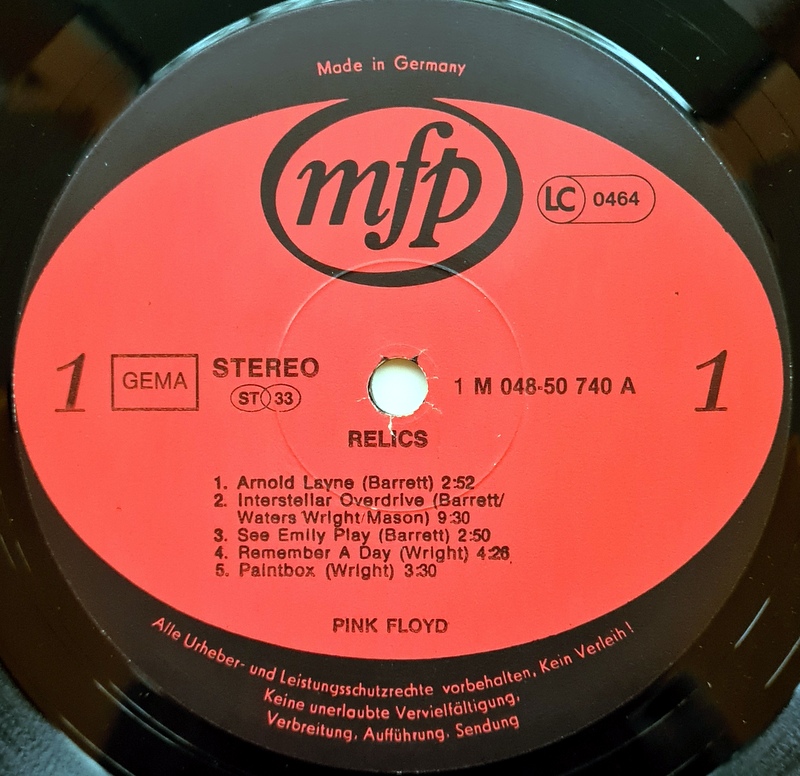 Made in Germany
mfp
LC 0464
1 GEMA STEREO 1 M 048-50 740 A 1
ST 33
RELICS
1. Arnold Layne (Barrett) 2:52
2. Interstellar Overdrive (Barrett/
Waters/Wright/Mason) 9:30
3. See Emily Play (Barrett) 2:50
4. Remember A Day (Wright) 4:26
5. Paintbox (Wright) 3:30
PINK FLOYD
Alle Urheber- und Leistungsschutzrechte vorbehalten. Kein Verleih!
Keine unerlaubte Vervielfältigung,
Verbreitung, Aufführung, Sendung